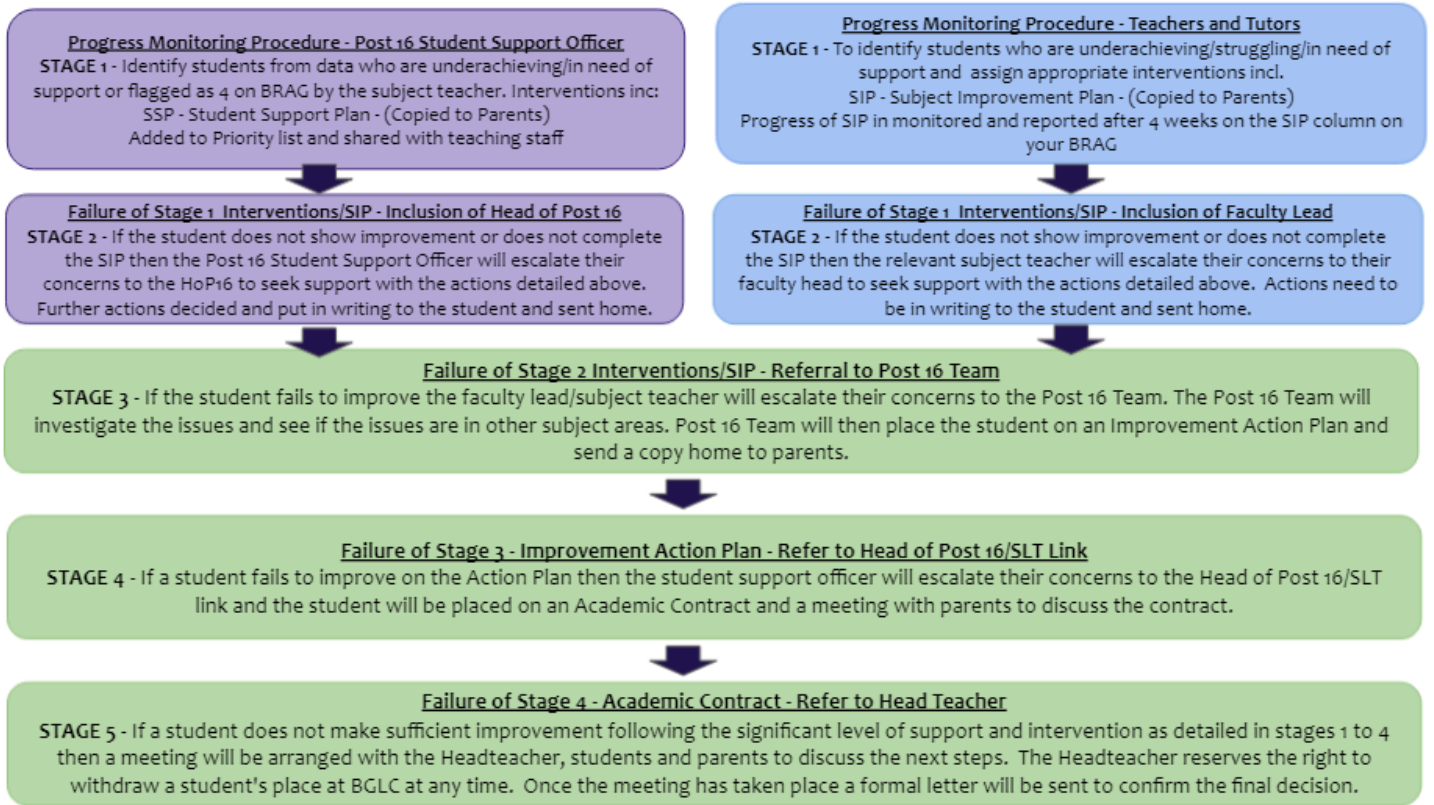 Progress Monitoring Procedure - Post 16 Student Support Officer
STAGE 1 - Identify students from data who are underachieving/in need of
support or flagged as 4 on BRAG by the subject teacher. Interventions inc:
SSP - Student Support Plan - (Copied to Parents)
Added to Priority list and shared with teaching staff
Progress Monitoring Procedure - Teachers and Tutors
STAGE 1 - To identify students who are underachieving/struggling/in need of
support and assign appropriate interventions incl.
SIP - Subject Improvement Plan - (Copied to Parents)
Progress of SIP in monitored and reported after 4 weeks on the SIP column on
your BRAG
Failure of Stage 1 Interventions/SIP - Inclusion of Head of Post 16
STAGE 2 - If the student does not show improvement or does not complete
the SIP then the Post 16 Student Support Officer will escalate their
concerns to the HoP16 to seek support with the actions detailed above.
Further actions decided and put in writing to the student and sent home.
Failure of Stage 1 Interventions/SIP - Inclusion of Faculty Lead
STAGE 2 - If the student does not show improvement or does not complete
the SIP then the relevant subject teacher will escalate their concerns to their
faculty head to seek support with the actions detailed above. Actions need to
be in writing to the student and sent home.
Failure of Stage 2 Interventions/SIP - Referral to Post 16 Team
STAGE 3 - If the student fails to improve the faculty lead/subject teacher will escalate their concerns to the Post 16 Team. The Post 16 Team will
investigate the issues and see if the issues are in other subject areas. Post 16 Team will then place the student on an Improvement Action Plan and
send a copy home to parents.
Failure of Stage 3 - Improvement Action Plan - Refer to Head of Post 16/SLT Link
STAGE 4 - If a student fails to improve on the Action Plan then the student support officer will escalate their concerns to the Head of Post 16/SLT
link and the student will be placed on an Academic Contract and a meeting with parents to discuss the contract.
Failure of Stage 4 - Academic Contract - Refer to Head Teacher
STAGE 5 - If a student does not make sufficient improvement following the significant level of support and intervention as detailed in stages 1 to 4
then a meeting will be arranged with the Headteacher, students and parents to discuss the next steps. The Headteacher reserves the right to
withdraw a student's place at BGLC at any time. Once the meeting has taken place a formal letter will be sent to confirm the final decision.